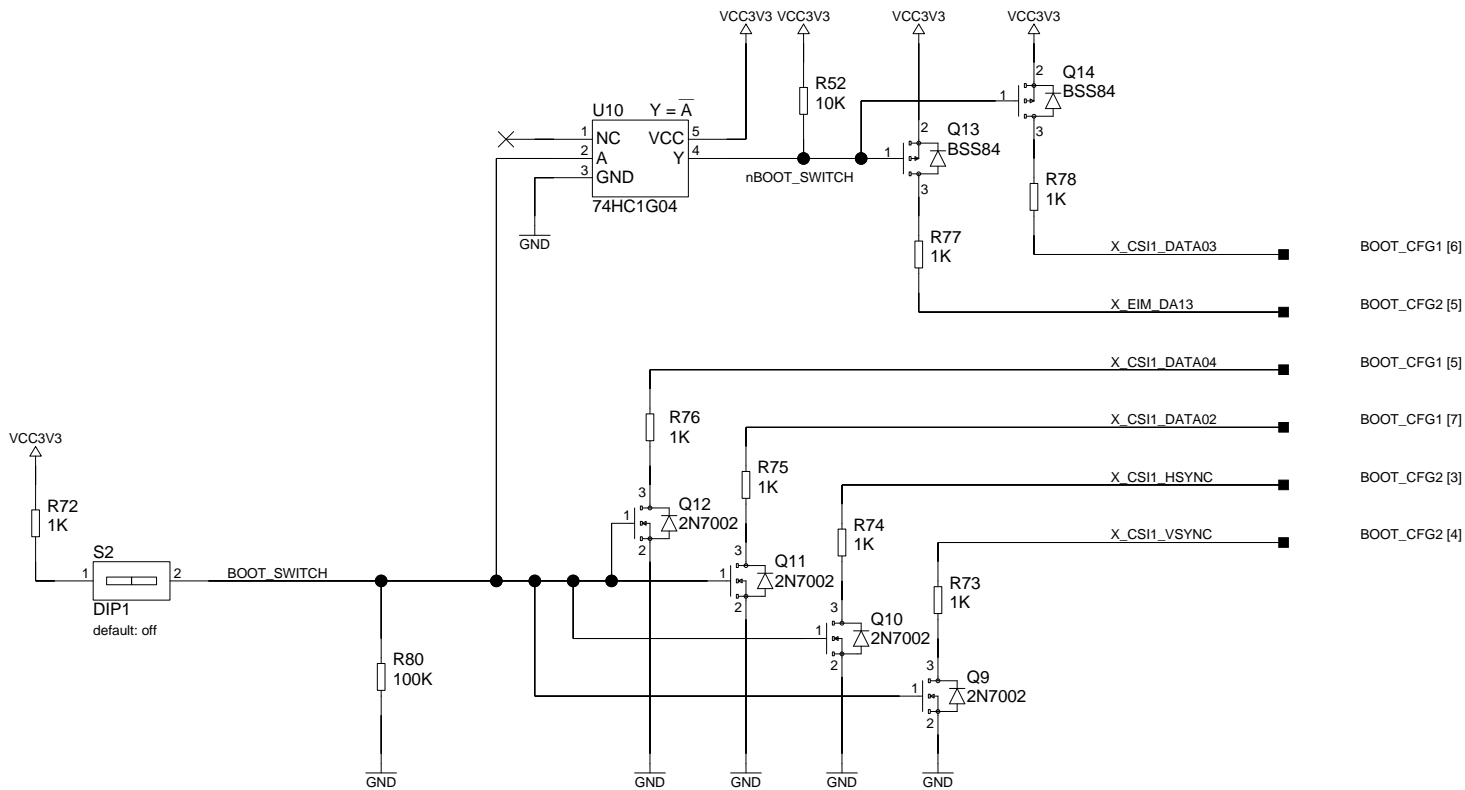 VCC3V3 VCC3V3 VCC3V3 VCC3V3
2 Q14
1 BSS84
3
R52
10K
U10 Y = A̅
1 NC VCC 5
2 A Y 4
3 GND
74HC1G04
GND
nBOOT_SWITCH
2 Q13
1 BSS84
3
R78
1K
R77
1K
X_CSI1_DATA03 BOOT_CFG1 [6]
X_EIM_DA13 BOOT_CFG2 [5]
X_CSI1_DATA04 BOOT_CFG1 [5]
R76
1K
X_CSI1_DATA02 BOOT_CFG1 [7]
R75
1K
X_CSI1_HSYNC BOOT_CFG2 [3]
R74
1K
X_CSI1_VSYNC BOOT_CFG2 [4]
R73
1K
VCC3V3
R72
1K
S2
1 2
DIP1
default: off
BOOT_SWITCH
3 Q12
1 2N7002
2
3 Q11
1 2N7002
2
3 Q10
1 2N7002
2
3 Q9
1 2N7002
2
R80
100K
GND GND GND GND GND